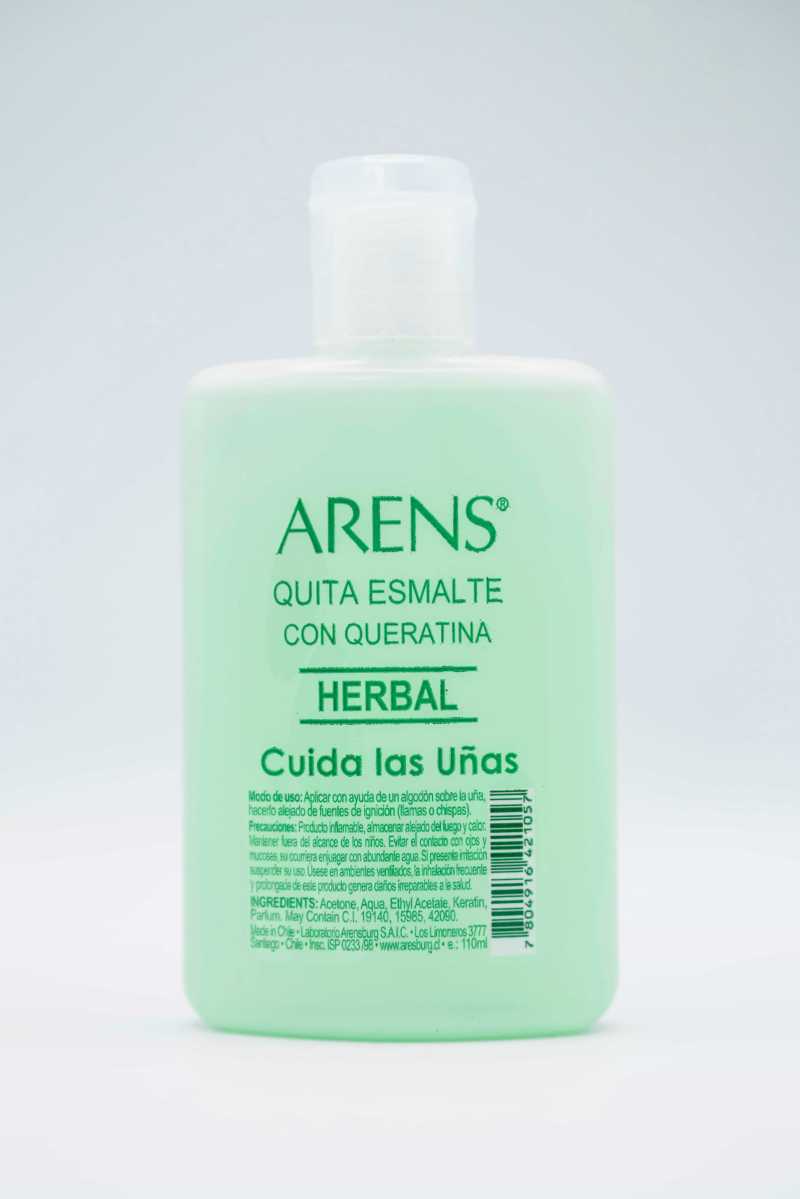 ARENS®
QUITA ESMALTE
CON QUERATINA
HERBAL
Cuida las Uñas
Modo de uso: Aplicar con ayuda de un algodón sobre la uña,
hacerlo alejado de fuentes de ignición (llamas o chispas).
Precauciones: Producto inflamable, almacenar alejado del fuego y calor.
Mantener fuera del alcance de los niños. Evitar el contacto con ojos y
mucosas, si ocurriera enjuagar con abundante agua. Si presenta irritación
suspender su uso. Úsese en ambientes ventilados, la inhalación frecuente
y prolongada de este producto genera daños irreparables a la salud.
INGREDIENTS: Acetone, Aqua, Ethyl Acetate, Keratin,
Parfum. May Contain C.I. 19140, 15985, 42090.
Made in Chile • Laboratorio Arensburg S.A.I.C. • Los Limoneros 3777
Santiago • Chile • Insc. ISP 0233/98 • www.aresburg.cl • e.: 110ml
7 804916 421057